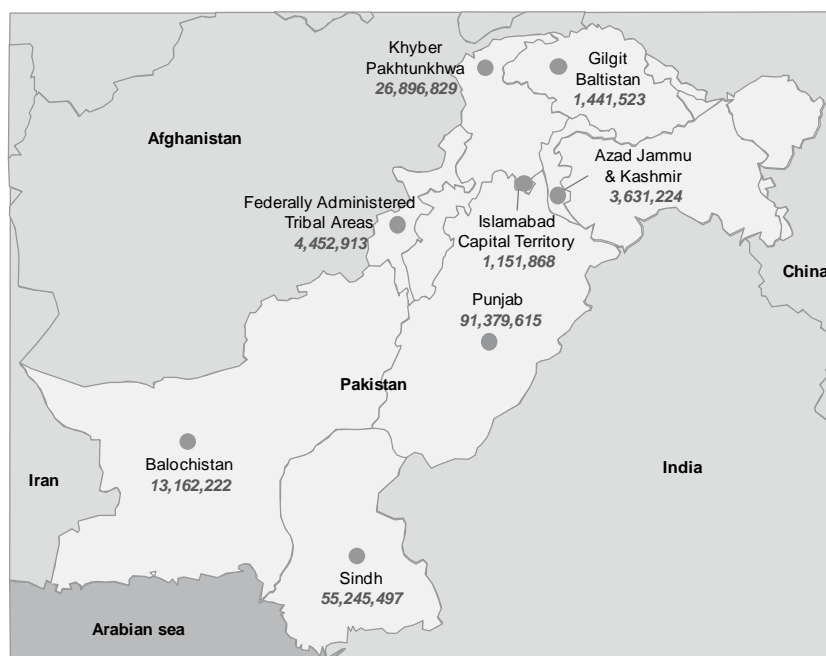 Khyber
Pakhtunkhwa
26,896,829
Gilgit
Baltistan
1,441,523
Afghanistan
Azad Jammu
& Kashmir
3,631,224
Federally Administered
Tribal Areas
4,452,913
Islamabad
Capital Territory
1,151,868
China
Punjab
91,379,615
Pakistan
Balochistan
13,162,222
Iran
India
Sindh
55,245,497
Arabian sea